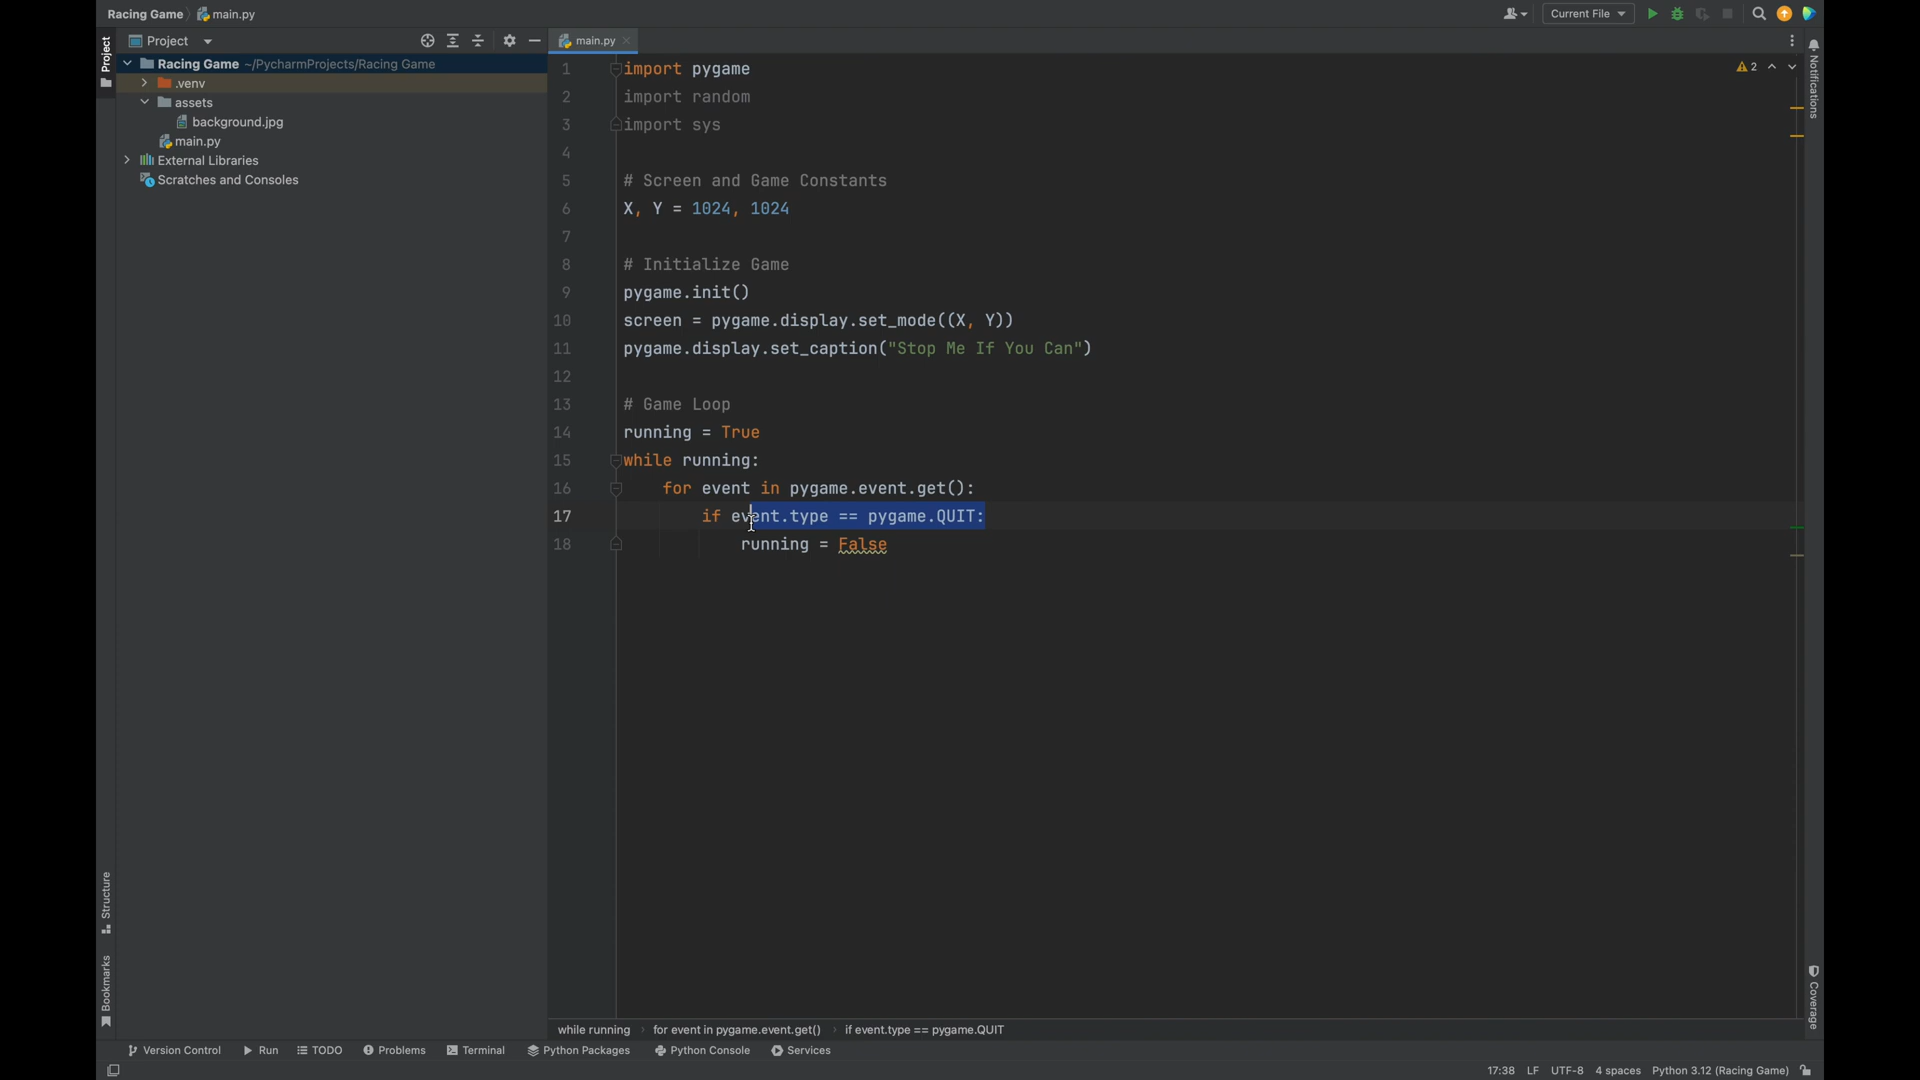 Racing Game
main.py
Current File
Project
main.py
Project
Racing Game ~/PycharmProjects/Racing Game
.venv
assets
background.jpg
main.py
External Libraries
Scratches and Consoles
1 import pygame
2 import random
3 import sys
4
5 # Screen and Game Constants
6 X, Y = 1024, 1024
7
8 # Initialize Game
9 pygame.init()
10 screen = pygame.display.set_mode((X, Y))
11 pygame.display.set_caption("Stop Me If You Can")
12
13 # Game Loop
14 running = True
15 while running:
16 for event in pygame.event.get():
17 if event.type == pygame.QUIT:
18 running = False
2
Notifications
Structure
Bookmarks
Coverage
while running for event in pygame.event.get() if event.type == pygame.QUIT
Version Control Run TODO Problems Terminal Python Packages Python Console Services
17:38 LF UTF-8 4 spaces Python 3.12 (Racing Game)